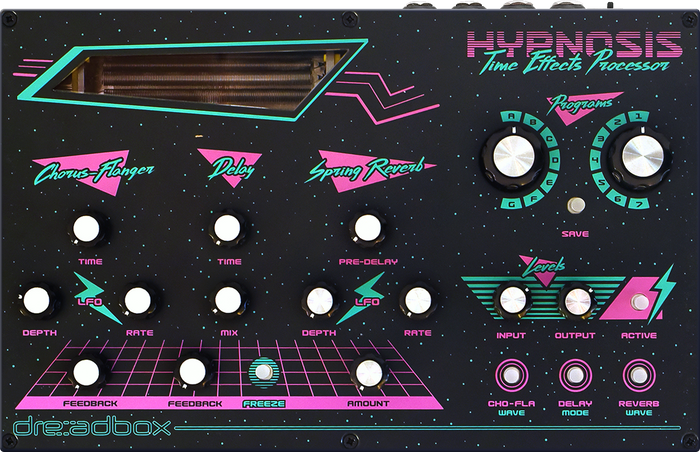 HYPNOSIS
Time Effects Processor
Programs
A B C D E F G
1 2 3 4 5 6 7
SAVE
Chorus-Flanger
Delay
Spring Reverb
TIME
TIME
PRE-DELAY
LFO
LFO
DEPTH
RATE
MIX
DEPTH
RATE
Levels
INPUT
OUTPUT
ACTIVE
FEEDBACK
FEEDBACK
FREEZE
AMOUNT
CHO-FLA
WAVE
DELAY
MODE
REVERB
WAVE
dre:adbox